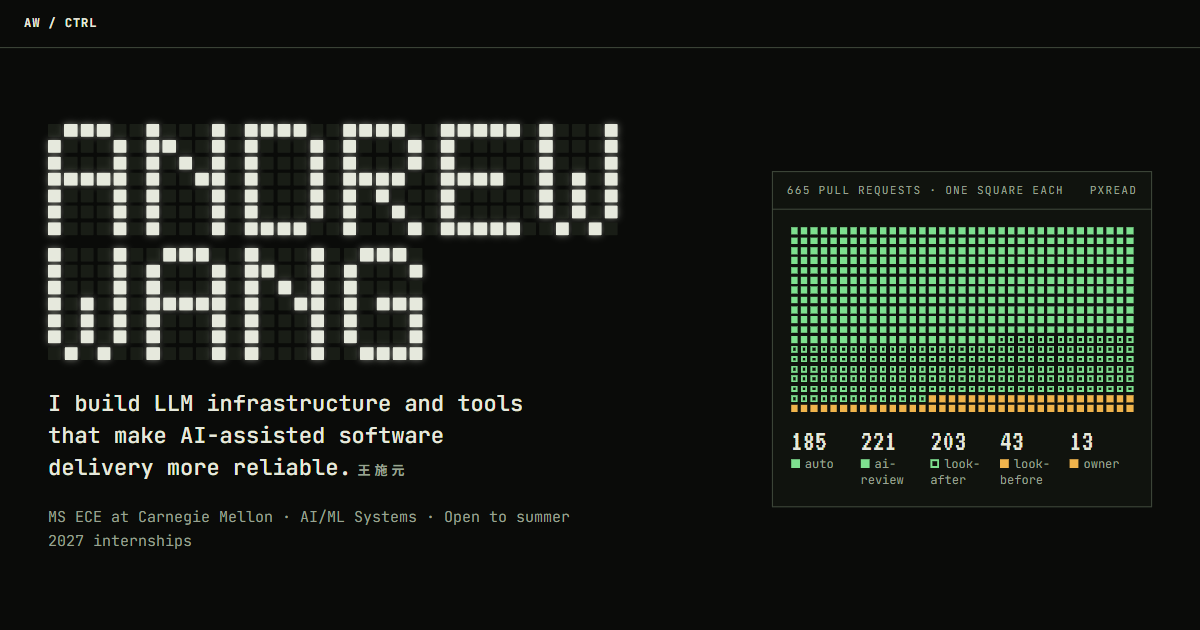 AW / CTRL
ANDREW
WANG
I build LLM infrastructure and tools
that make AI-assisted software
delivery more reliable. 王施元
MS ECE at Carnegie Mellon · AI/ML Systems · Open to summer
2027 internships
665 PULL REQUESTS · ONE SQUARE EACH PXREAD
185 221 203 43 13
auto ai-review look-after look-before owner